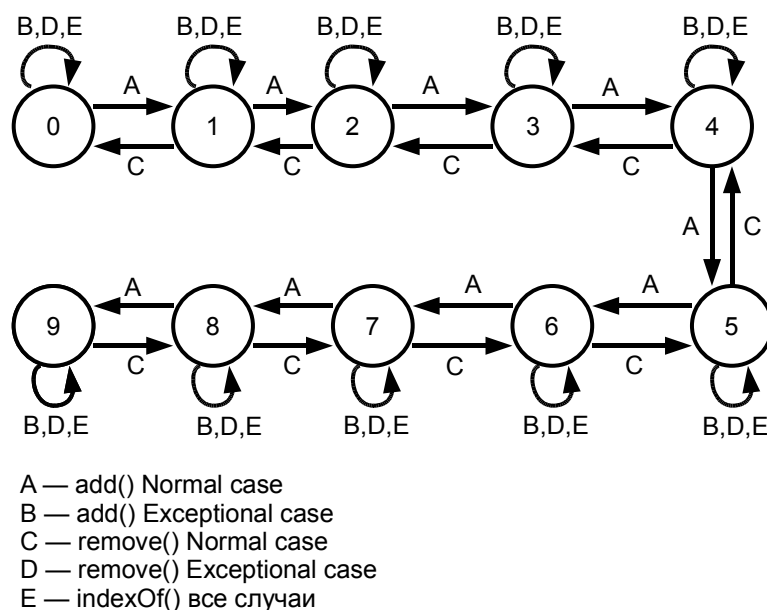 B,D,E B,D,E B,D,E B,D,E B,D,E
A A A A
0 1 2 3 4
C C C C
A C
A A A A
9 8 7 6 5
C C C C
B,D,E B,D,E B,D,E B,D,E B,D,E
A — add() Normal case
B — add() Exceptional case
C — remove() Normal case
D — remove() Exceptional case
E — indexOf() все случаи